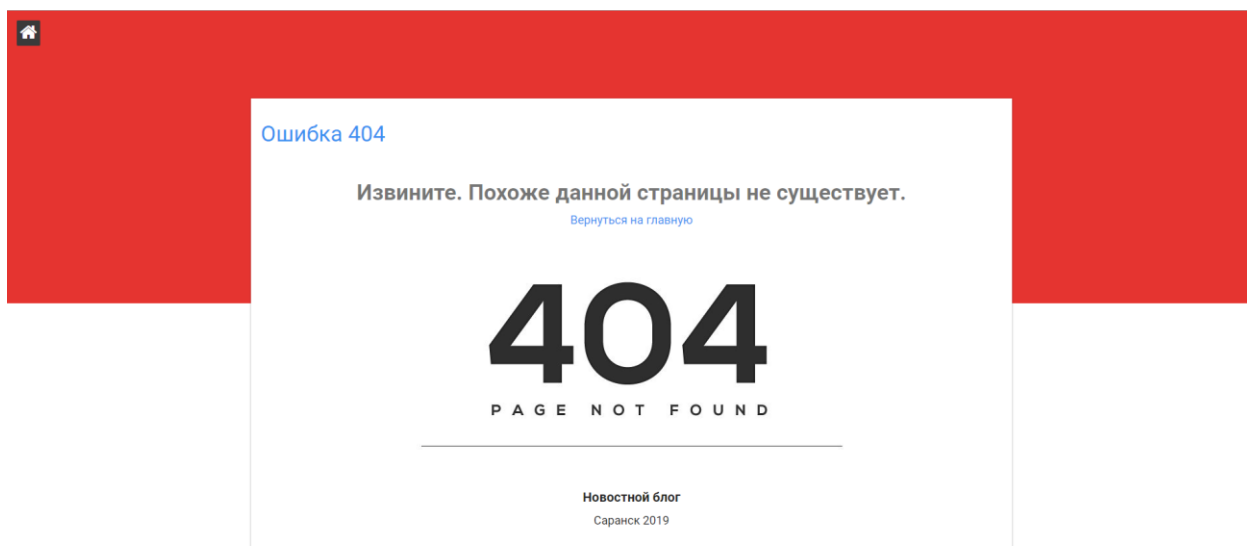 Ошибка 404
Извините. Похоже данной страницы не существует.
Вернуться на главную
404
PAGE NOT FOUND
Новостной блог
Саранск 2019